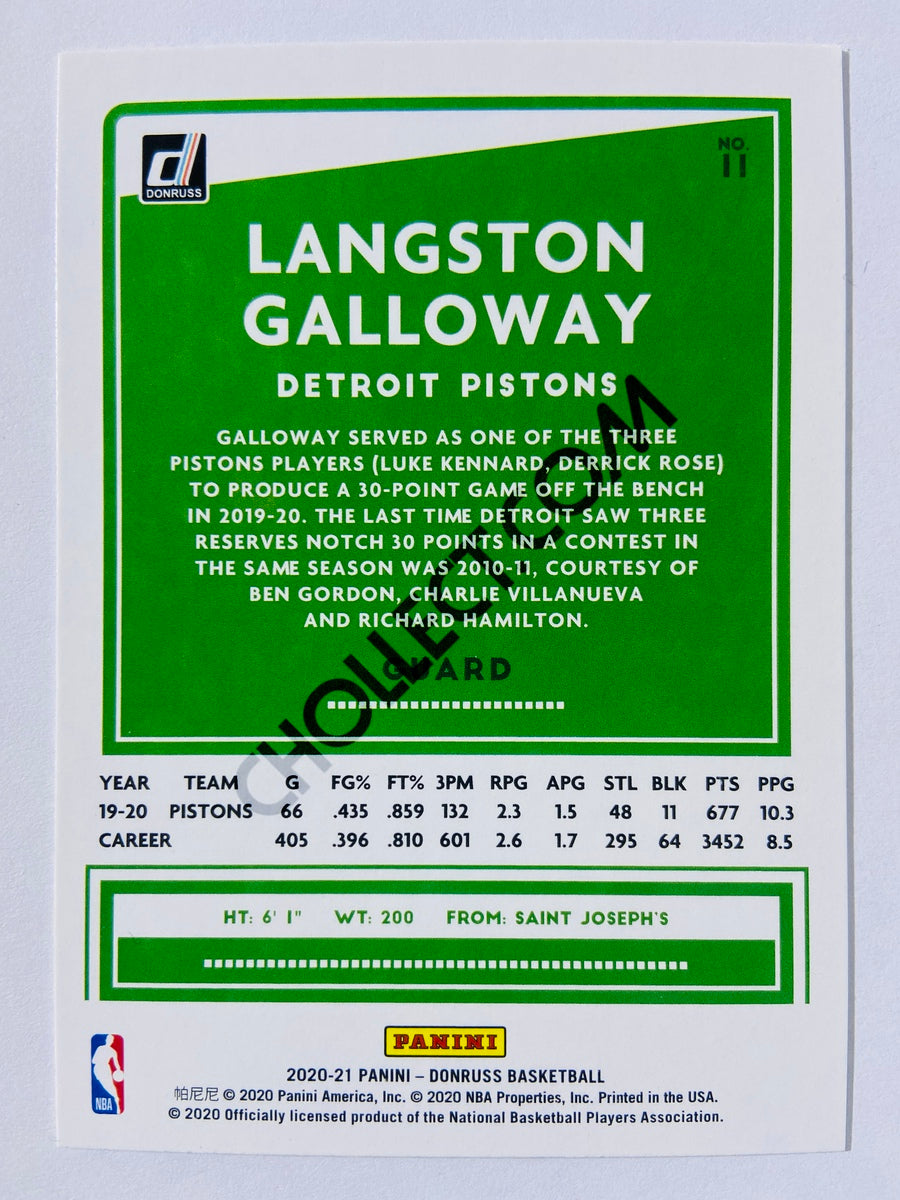 DONRUSS
NO.
11
LANGSTON
GALLOWAY
DETROIT PISTONS
GALLOWAY SERVED AS ONE OF THE THREE
PISTONS PLAYERS (LUKE KENNARD, DERRICK ROSE)
TO PRODUCE A 30-POINT GAME OFF THE BENCH
IN 2019-20. THE LAST TIME DETROIT SAW THREE
RESERVES NOTCH 30 POINTS IN A CONTEST IN
THE SAME SEASON WAS 2010-11, COURTESY OF
BEN GORDON, CHARLIE VILLANUEVA
AND RICHARD HAMILTON.
GUARD
CHOLLECT.COM
YEAR TEAM G FG% FT% 3PM RPG APG STL BLK PTS PPG
19-20 PISTONS 66 .435 .859 132 2.3 1.5 48 11 677 10.3
CAREER 405 .396 .810 601 2.6 1.7 295 64 3452 8.5
HT: 6' 1" WT: 200 FROM: SAINT JOSEPH'S
NBA
PANINI
2020-21 PANINI – DONRUSS BASKETBALL
帕尼尼 © 2020 Panini America, Inc. © 2020 NBA Properties, Inc. Printed in the USA.
© 2020 Officially licensed product of the National Basketball Players Association.